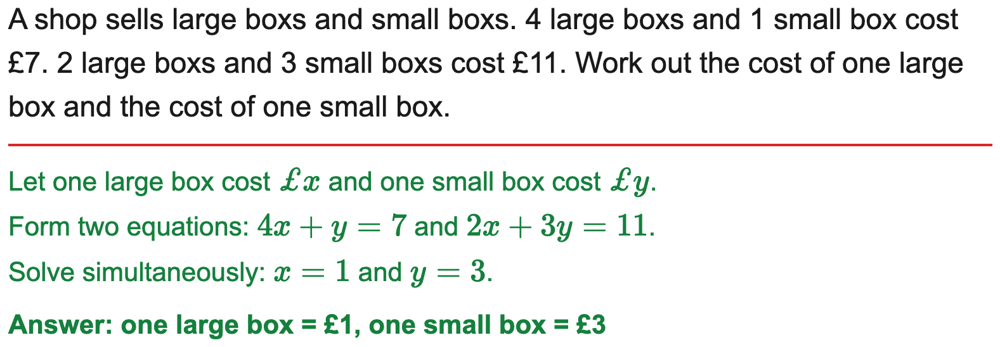 A shop sells large boxs and small boxs. 4 large boxs and 1 small box cost
£7. 2 large boxs and 3 small boxs cost £11. Work out the cost of one large
box and the cost of one small box.
Let one large box cost £x and one small box cost £y.
Form two equations: 4x + y = 7 and 2x + 3y = 11.
Solve simultaneously: x = 1 and y = 3.
Answer: one large box = £1, one small box = £3